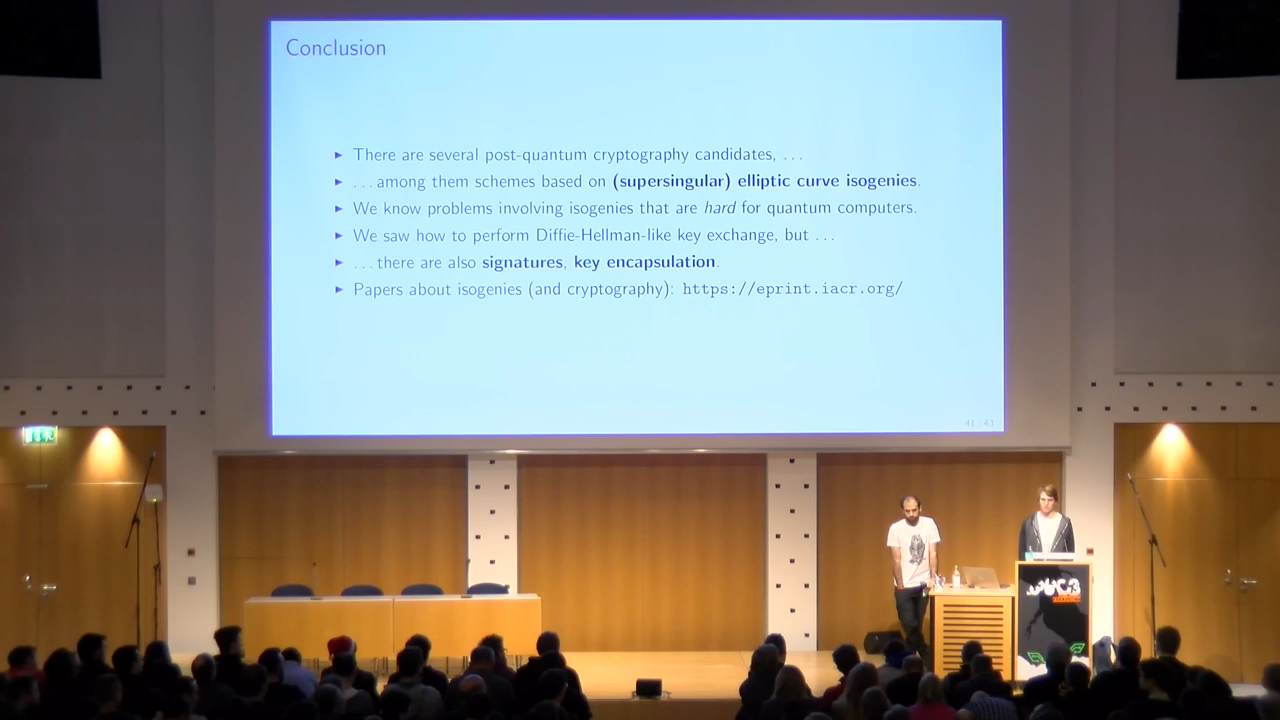 Conclusion
► There are several post-quantum cryptography candidates, . . .
► . . . among them schemes based on (supersingular) elliptic curve isogenies.
► We know problems involving isogenies that are hard for quantum computers.
► We saw how to perform Diffie-Hellman-like key exchange, but . . .
► . . . there are also signatures, key encapsulation.
► Papers about isogenies (and cryptography): https://eprint.iacr.org/
41 / 43